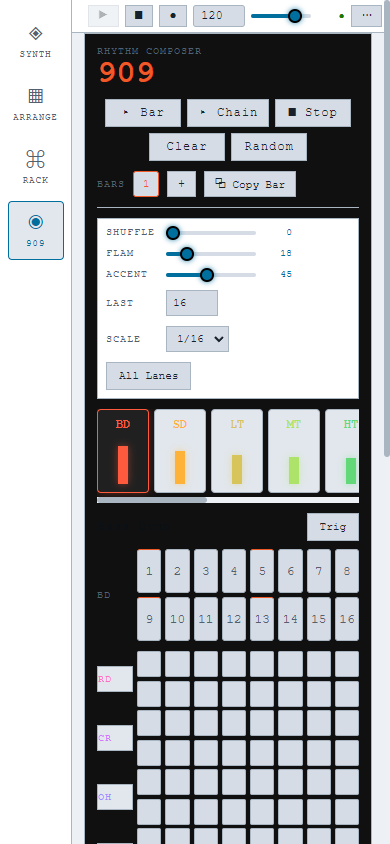 120
...
SYNTH
ARRANGE
RACK
909
RHYTHM COMPOSER
909
Bar
Chain
Stop
Clear
Random
BARS
1
+
Copy Bar
SHUFFLE 0
FLAM 18
ACCENT 45
LAST 16
SCALE 1/16
All Lanes
BD SD LT MT HT
Trig
BD
1 2 3 4 5 6 7 8
9 10 11 12 13 14 15 16
RD
CR
OH